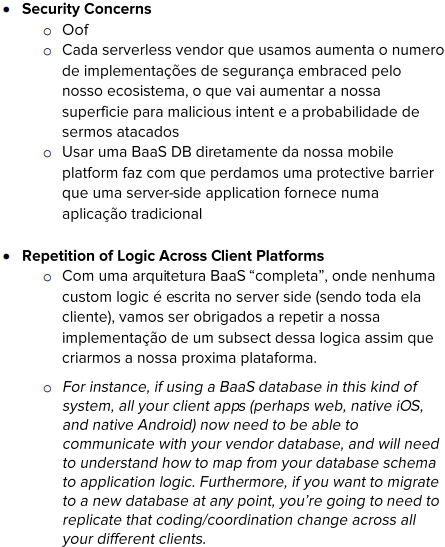 • Security Concerns
o Oof
o Cada serverless vendor que usamos aumenta o numero
de implementações de segurança embraced pelo
nosso ecosistema, o que vai aumentar a nossa
superficie para malicious intent e a probabilidade de
sermos atacados
o Usar uma BaaS DB diretamente da nossa mobile
platform faz com que perdamos uma protective barrier
que uma server-side application fornece numa
aplicação tradicional
• Repetition of Logic Across Client Platforms
o Com uma arquitetura BaaS “completa”, onde nenhuma
custom logic é escrita no server side (sendo toda ela
cliente), vamos ser obrigados a repetir a nossa
implementação de um subsect dessa logica assim que
criarmos a nossa proxima plataforma.
o For instance, if using a BaaS database in this kind of
system, all your client apps (perhaps web, native iOS,
and native Android) now need to be able to
communicate with your vendor database, and will need
to understand how to map from your database schema
to application logic. Furthermore, if you want to migrate
to a new database at any point, you’re going to need to
replicate that coding/coordination change across all
your different clients.